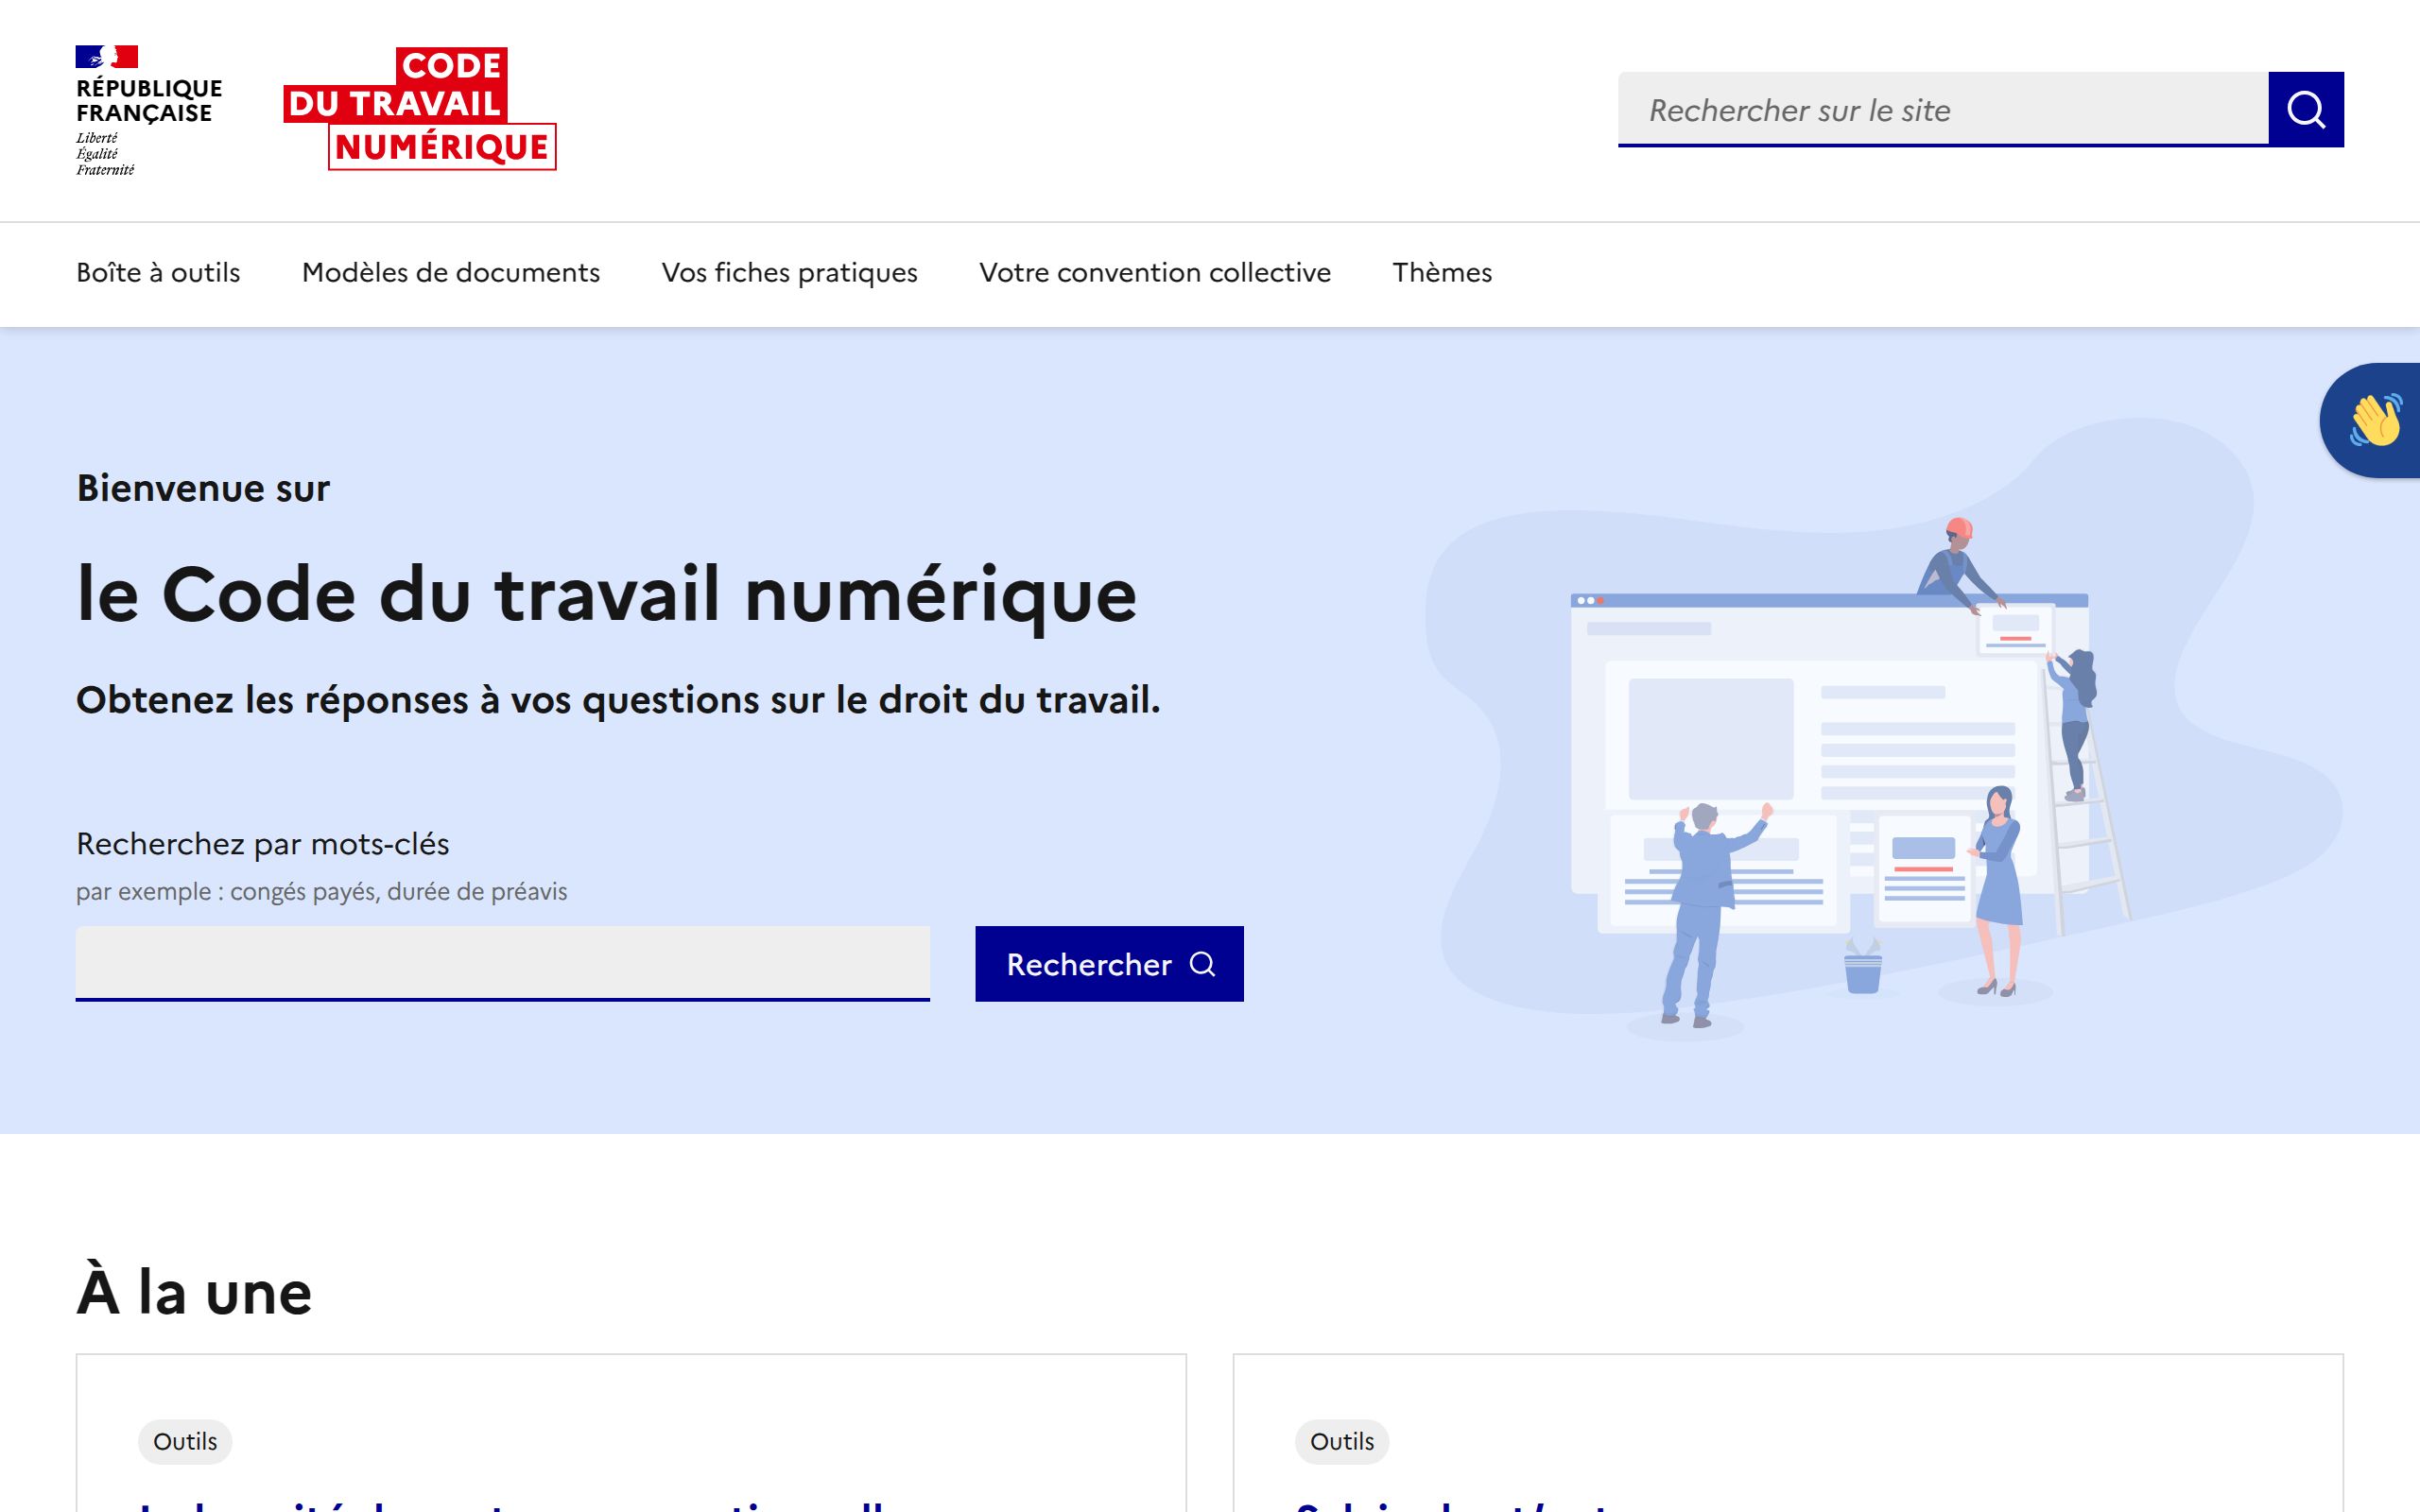 RÉPUBLIQUE
FRANÇAISE
Liberté
Égalité
Fraternité
CODE
DU TRAVAIL
NUMÉRIQUE
Rechercher sur le site
Boîte à outils
Modèles de documents
Vos fiches pratiques
Votre convention collective
Thèmes
Bienvenue sur
le Code du travail numérique
Obtenez les réponses à vos questions sur le droit du travail.
Recherchez par mots-clés
par exemple : congés payés, durée de préavis
Rechercher
À la une
Outils
Outils